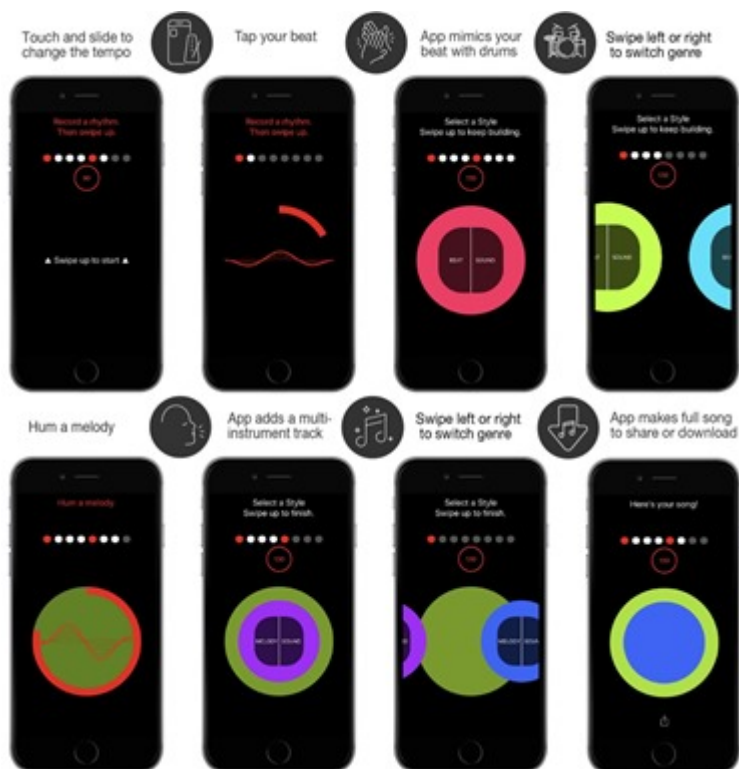 Touch and slide to
change the tempo
Tap your beat
App mimics your
beat with drums
Swipe left or right
to switch genre
Record a rhythm.
Then swipe up.
▲ Swipe up to start ▲
Record a rhythm.
Then swipe up.
Select a Style
Swipe up to keep building.
BEAT SOUND
Select a Style
Swipe up to keep building.
Hum a melody
App adds a multi-
instrument track
Swipe left or right
to switch genre
App makes full song
to share or download
Hum a melody
Select a Style
Swipe up to finish.
MELODY SOUND
Select a Style
Swipe up to finish.
MELODY
Here's your song!